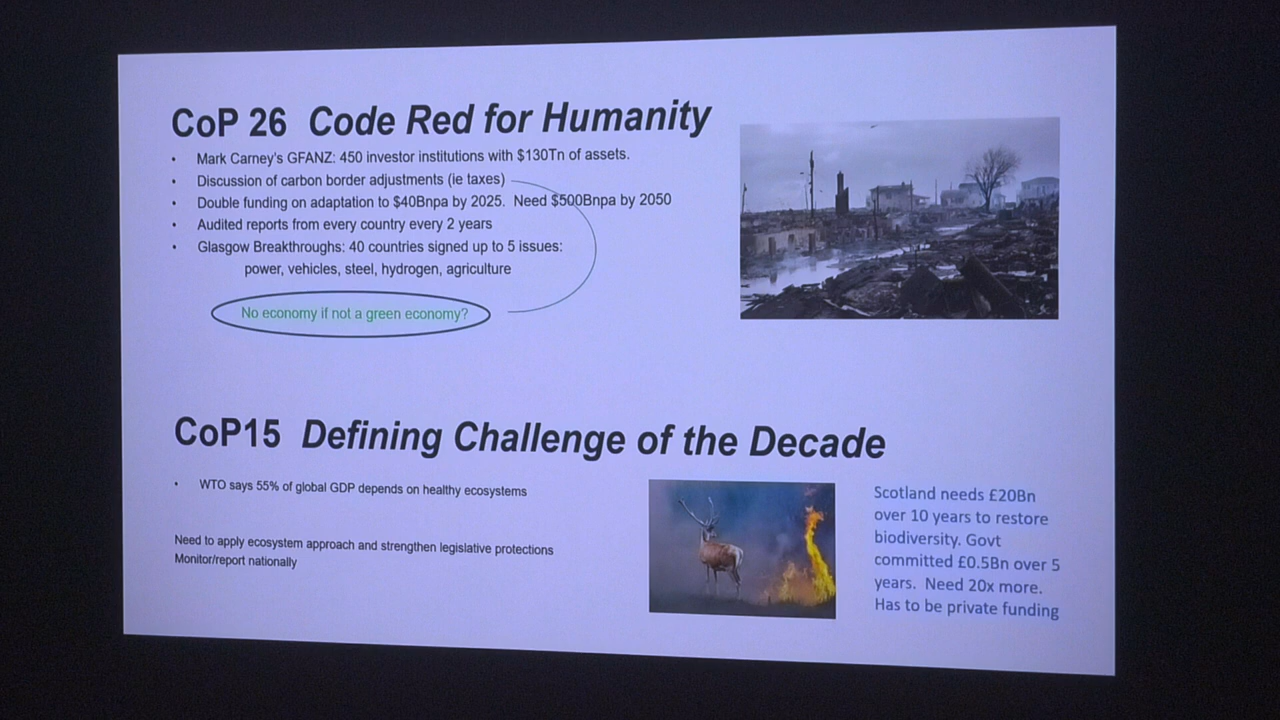 CoP 26 Code Red for Humanity
• Mark Carney's GFANZ: 450 investor institutions with $130Tn of assets.
• Discussion of carbon border adjustments (ie taxes)
• Double funding on adaptation to $40Bnpa by 2025. Need $500Bnpa by 2050
• Audited reports from every country every 2 years
• Glasgow Breakthroughs: 40 countries signed up to 5 issues:
power, vehicles, steel, hydrogen, agriculture
No economy if not a green economy?
CoP15 Defining Challenge of the Decade
• WTO says 55% of global GDP depends on healthy ecosystems
Need to apply ecosystem approach and strengthen legislative protections
Monitor/report nationally
Scotland needs £20Bn
over 10 years to restore
biodiversity. Govt
committed £0.5Bn over 5
years. Need 20x more.
Has to be private funding